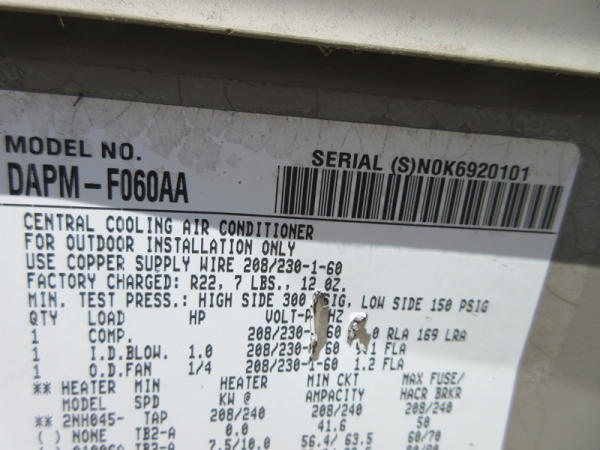 MODEL NO.
DAPM-F060AA
SERIAL (S)N0K6920101
CENTRAL COOLING AIR CONDITIONER
FOR OUTDOOR INSTALLATION ONLY
USE COPPER SUPPLY WIRE 208/230-1-60
FACTORY CHARGED: R22, 7 LBS., 12 OZ.
MIN. TEST PRESS.: HIGH SIDE 300 PSIG, LOW SIDE 150 PSIG
QTY LOAD HP VOLT-P HZ
1 COMP. 208/230- 60 0 RLA 169 LRA
1 I.D.BLOW. 1.0 208/230- -60 1 FLA
1 O.D.FAN 1/4 208/230-1-60 1.2 FLA
** HEATER MIN HEATER MIN CKT MAX FUSE/
MODEL SPD KW @ AMPACITY HACR BRKR
** 2NH045- TAP 208/240 208/240 208/240
( ) NONE TB2-A 0.0 41.6 50
TB2-A 7.5/10.0 56.4/ 63.5 60/70